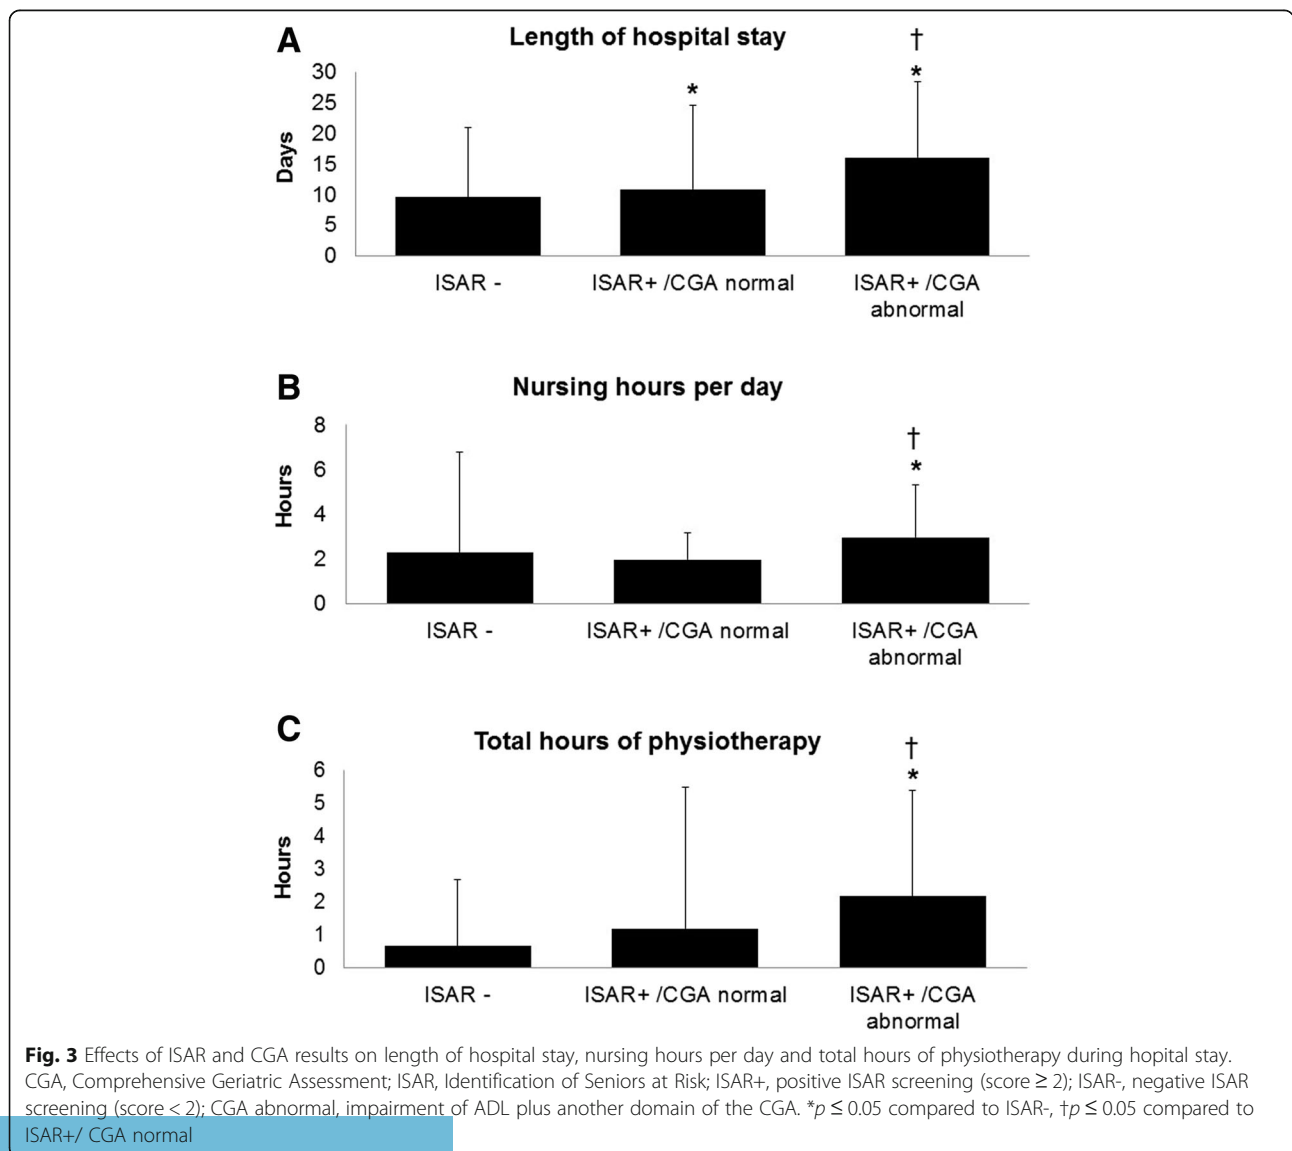 A
Length of hospital stay
†
*
*
30
25
20
15
10
5
0
Days
ISAR -
ISAR+ /CGA normal
ISAR+ /CGA
abnormal
B
Nursing hours per day
†
*
8
6
4
2
0
Hours
ISAR -
ISAR+ /CGA normal
ISAR+ /CGA
abnormal
C
Total hours of physiotherapy
†
*
6
5
4
3
2
1
0
Hours
ISAR -
ISAR+ /CGA normal
ISAR+ /CGA
abnormal
Fig. 3 Effects of ISAR and CGA results on length of hospital stay, nursing hours per day and total hours of physiotherapy during hopital stay.
CGA, Comprehensive Geriatric Assessment; ISAR, Identification of Seniors at Risk; ISAR+, positive ISAR screening (score ≥ 2); ISAR-, negative ISAR
screening (score < 2); CGA abnormal, impairment of ADL plus another domain of the CGA. *p ≤ 0.05 compared to ISAR-, †p ≤ 0.05 compared to
ISAR+/ CGA normal